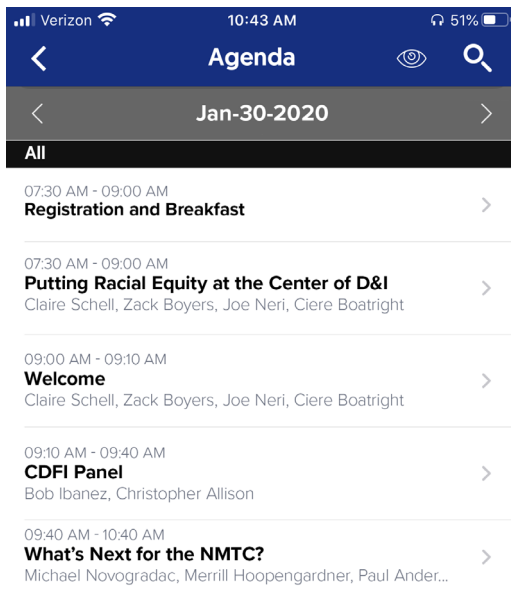 Verizon 10:43 AM 51%
Agenda
Jan-30-2020
All
07:30 AM - 09:00 AM
Registration and Breakfast
07:30 AM - 09:00 AM
Putting Racial Equity at the Center of D&I
Claire Schell, Zack Boyers, Joe Neri, Ciere Boatright
09:00 AM - 09:10 AM
Welcome
Claire Schell, Zack Boyers, Joe Neri, Ciere Boatright
09:10 AM - 09:40 AM
CDFI Panel
Bob Ibanez, Christopher Allison
09:40 AM - 10:40 AM
What's Next for the NMTC?
Michael Novogradac, Merrill Hoopengardner, Paul Ander...